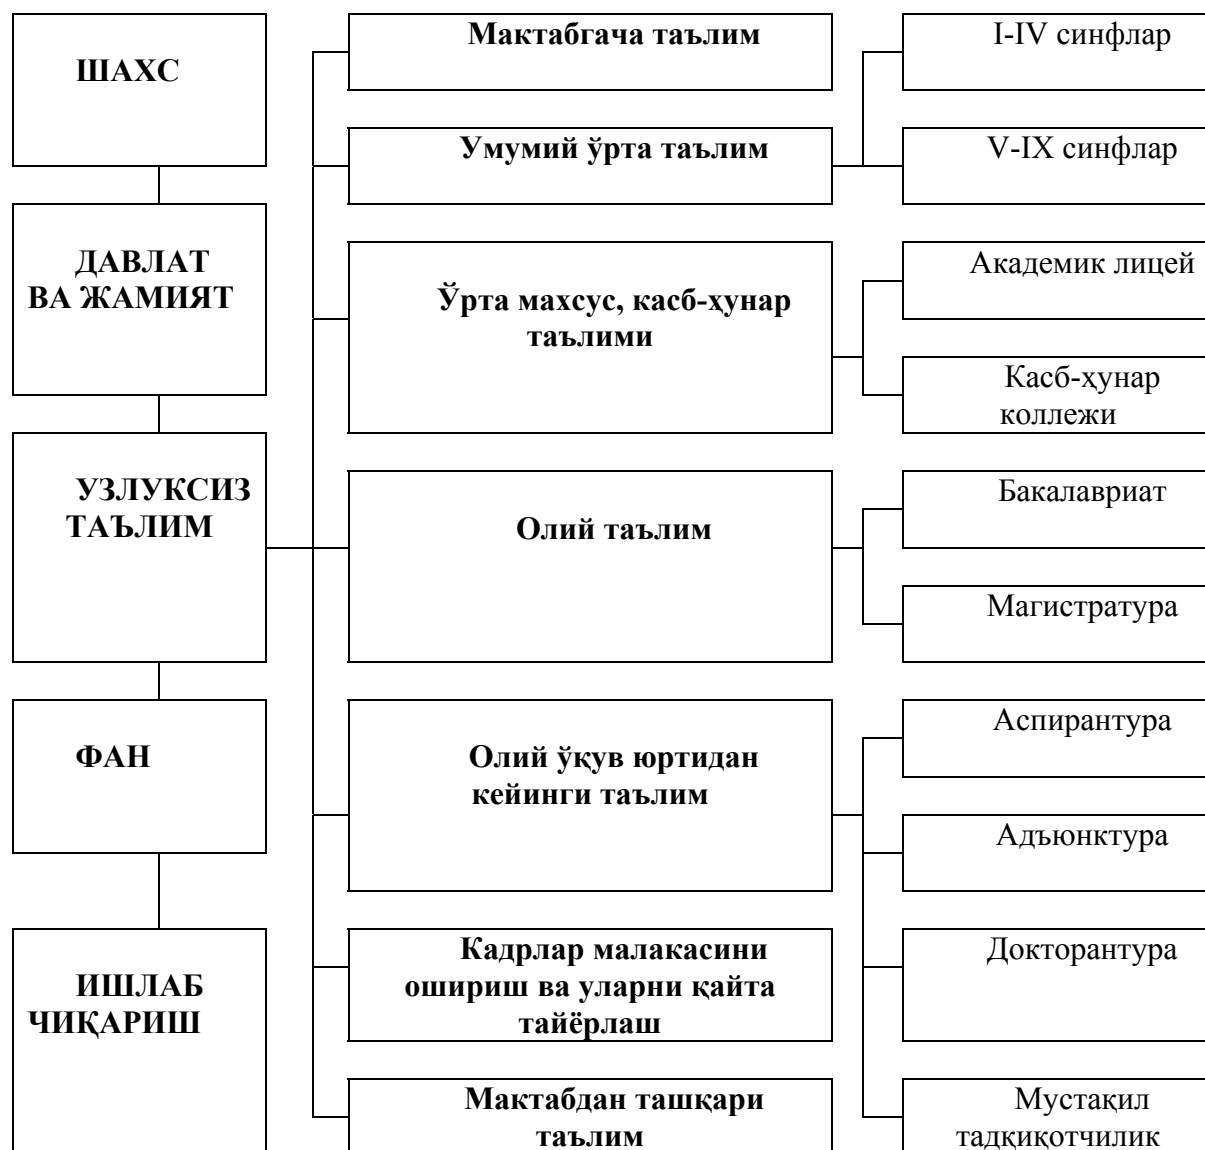 ШАХС
ДАВЛАТ
ВА ЖАМИЯТ
УЗЛУКСИЗ
ТАЪЛИМ
ФАН
ИШЛАБ
ЧИҚАРИШ
Мактабгача таълим
Умумий ўрта таълим
Ўрта махсус, касб-ҳунар
таълими
Олий таълим
Олий ўқув юртидан
кейинги таълим
Кадрлар малакасини
ошириш ва уларни қайта
тайёрлаш
Мактабдан ташқари
таълим
I-IV синфлар
V-IX синфлар
Академик лицей
Касб-ҳунар
коллежи
Бакалавриат
Магистратура
Аспирантура
Адъюнктура
Докторантура
Мустақил
тадқиқотчилик